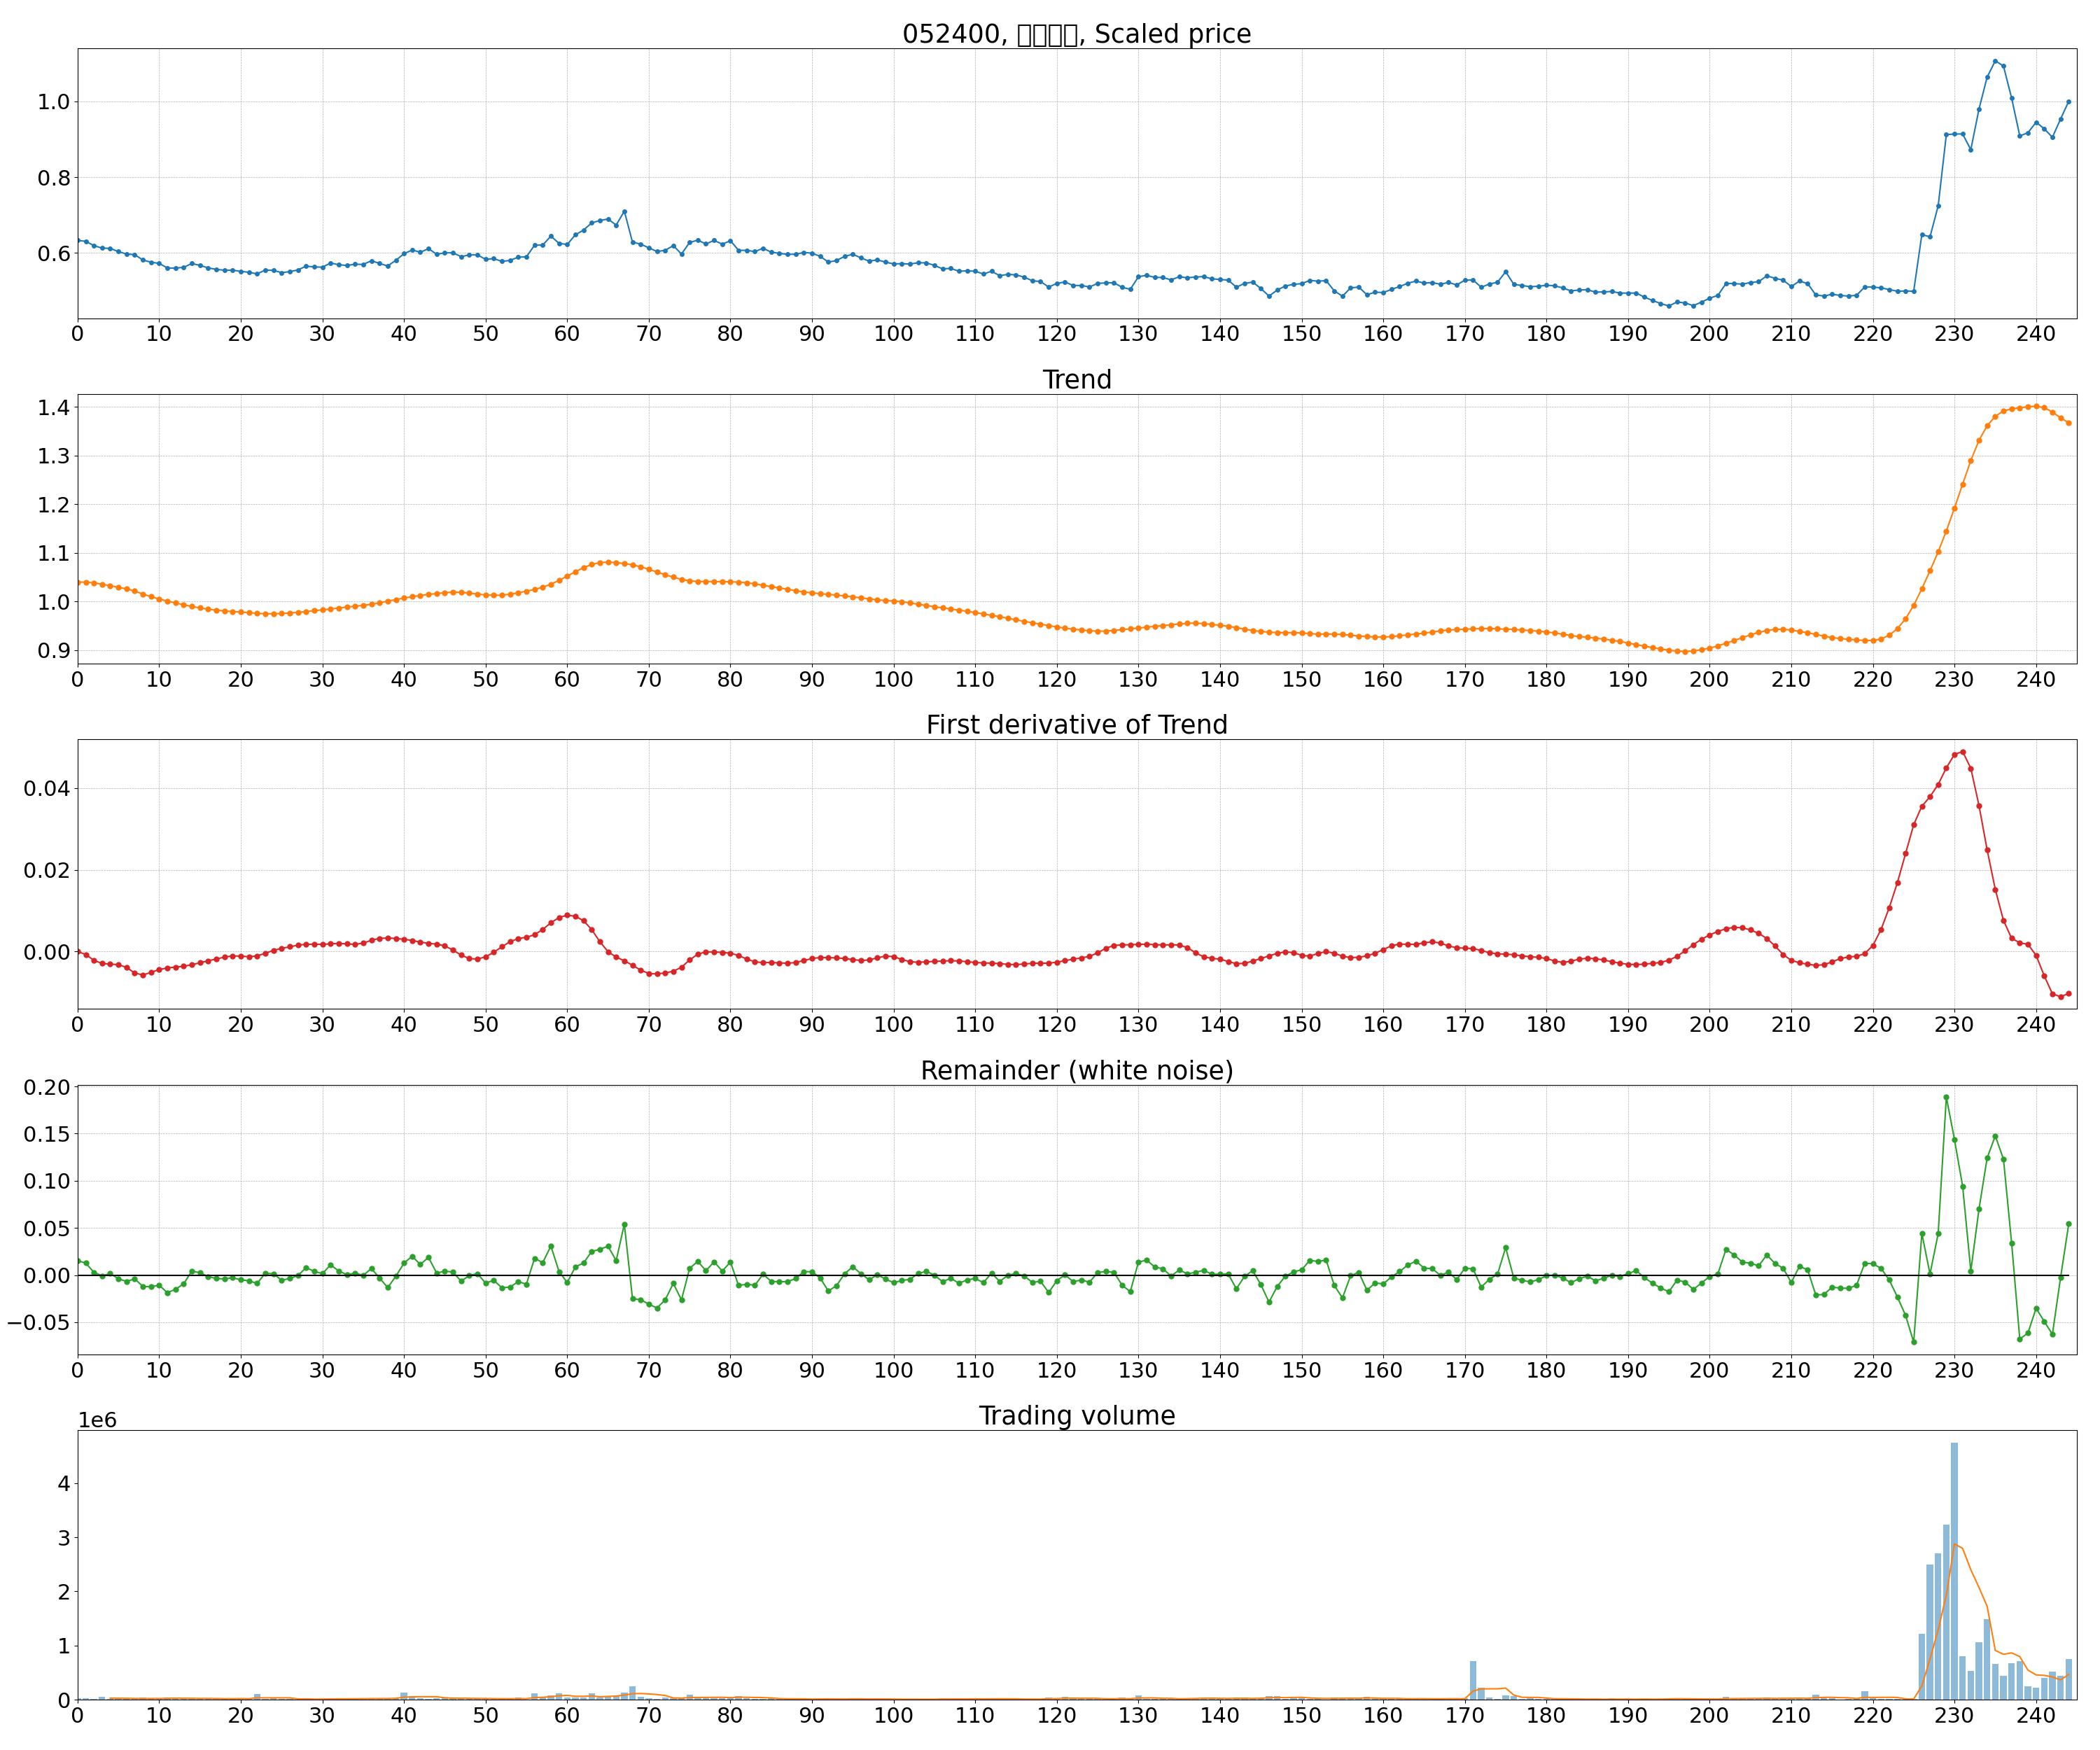 052400, □□□□, Scaled price
1.0
0.8
0.6
0 10 20 30 40 50 60 70 80 90 100 110 120 130 140 150 160 170 180 190 200 210 220 230 240
Trend
1.4
1.3
1.2
1.1
1.0
0.9
0 10 20 30 40 50 60 70 80 90 100 110 120 130 140 150 160 170 180 190 200 210 220 230 240
First derivative of Trend
0.04
0.02
0.00
0 10 20 30 40 50 60 70 80 90 100 110 120 130 140 150 160 170 180 190 200 210 220 230 240
Remainder (white noise)
0.20
0.15
0.10
0.05
0.00
−0.05
0 10 20 30 40 50 60 70 80 90 100 110 120 130 140 150 160 170 180 190 200 210 220 230 240
Trading volume
1e6
4
3
2
1
0
0 10 20 30 40 50 60 70 80 90 100 110 120 130 140 150 160 170 180 190 200 210 220 230 240